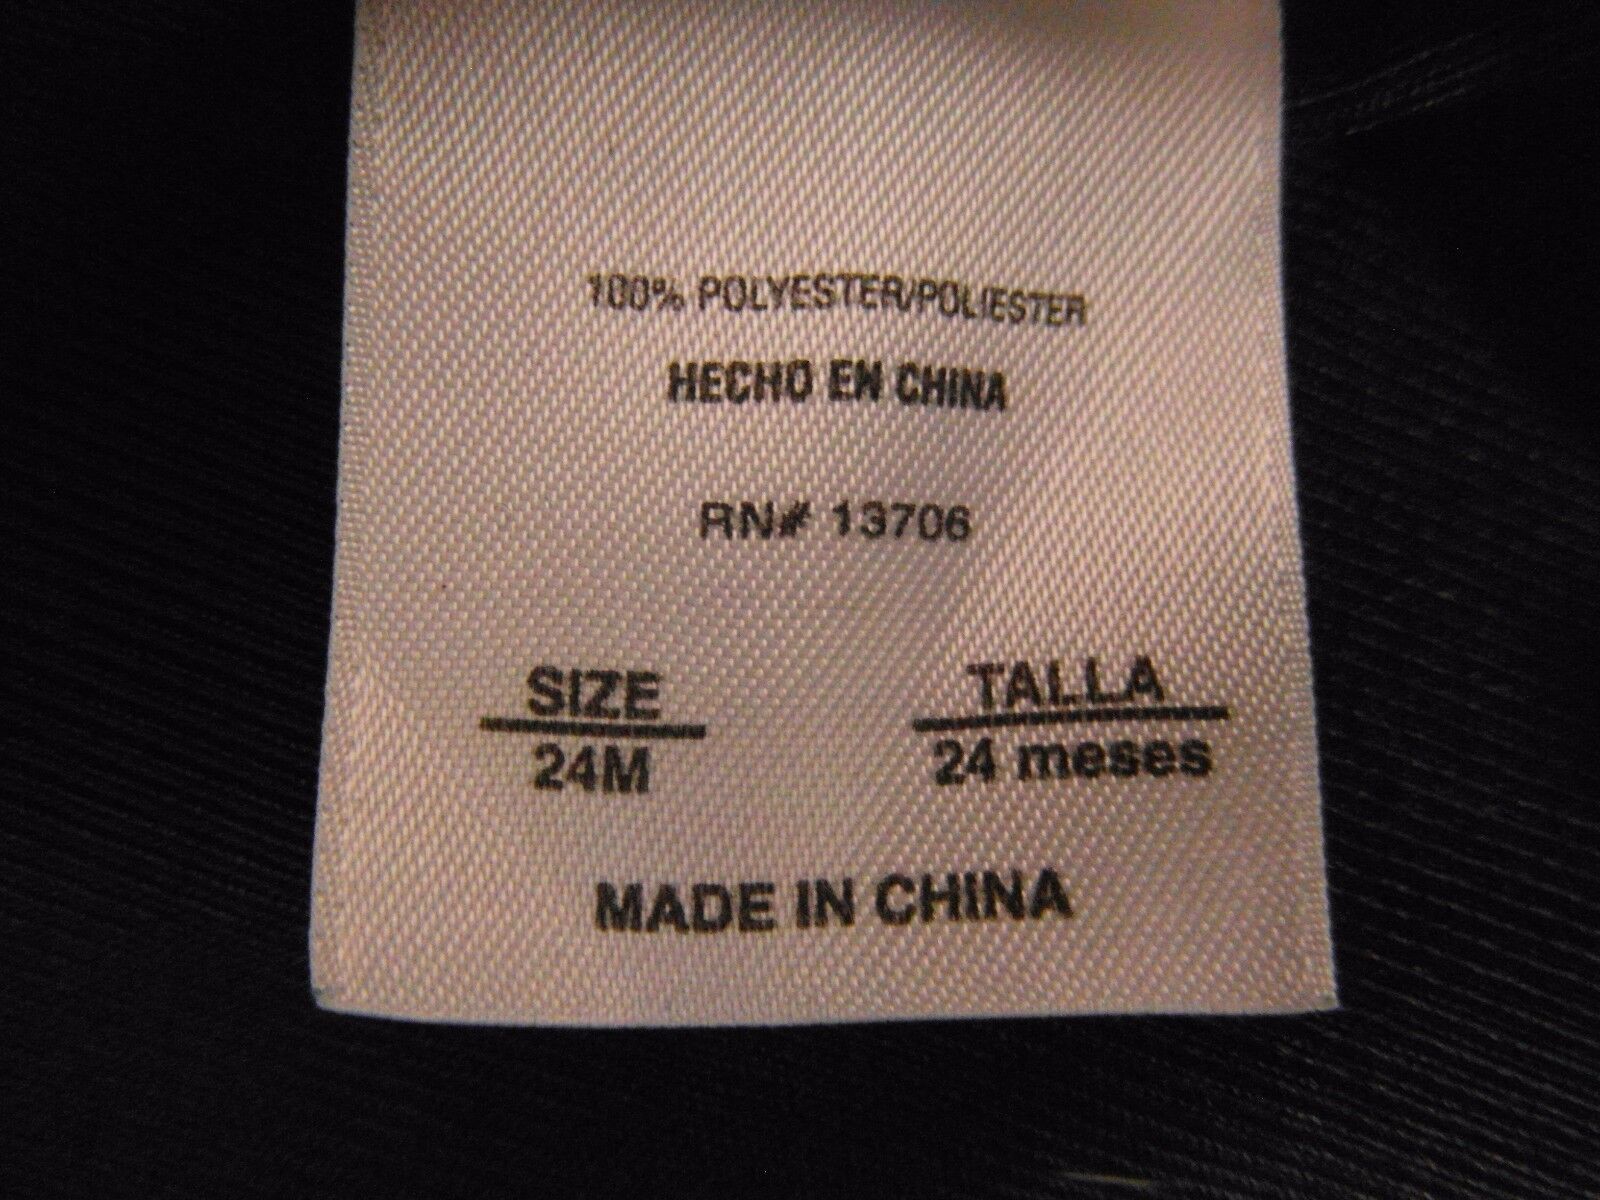 100% POLYESTER/POLIESTER
HECHO EN CHINA
RN# 13706
SIZE TALLA
24M 24 meses
MADE IN CHINA